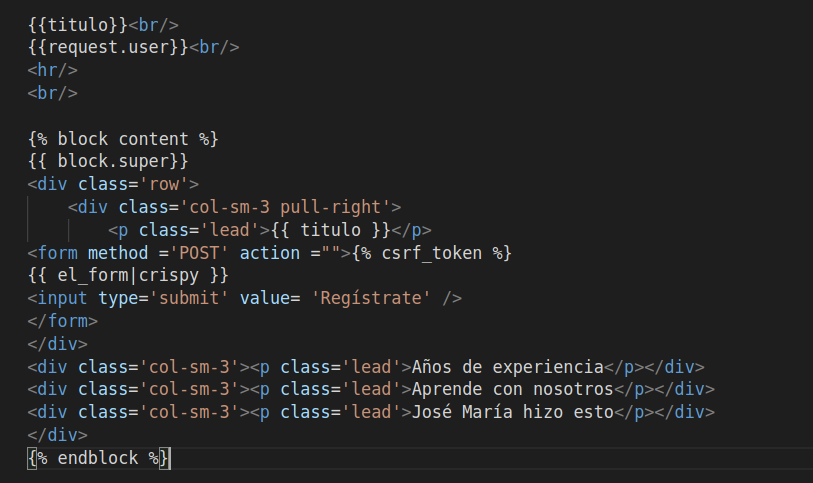 {{titulo}}<br/>
{{request.user}}<br/>
<hr/>
<br/>
{% block content %}
{{ block.super}}
<div class='row'>
<div class='col-sm-3 pull-right'>
<p class='lead'>{{ titulo }}</p>
<form method ='POST' action ="">{% csrf_token %}
{{ el_form|crispy }}
<input type='submit' value= 'Regístrate' />
</form>
</div>
<div class='col-sm-3'><p class='lead'>Años de experiencia</p></div>
<div class='col-sm-3'><p class='lead'>Aprende con nosotros</p></div>
<div class='col-sm-3'><p class='lead'>José María hizo esto</p></div>
</div>
{% endblock %}